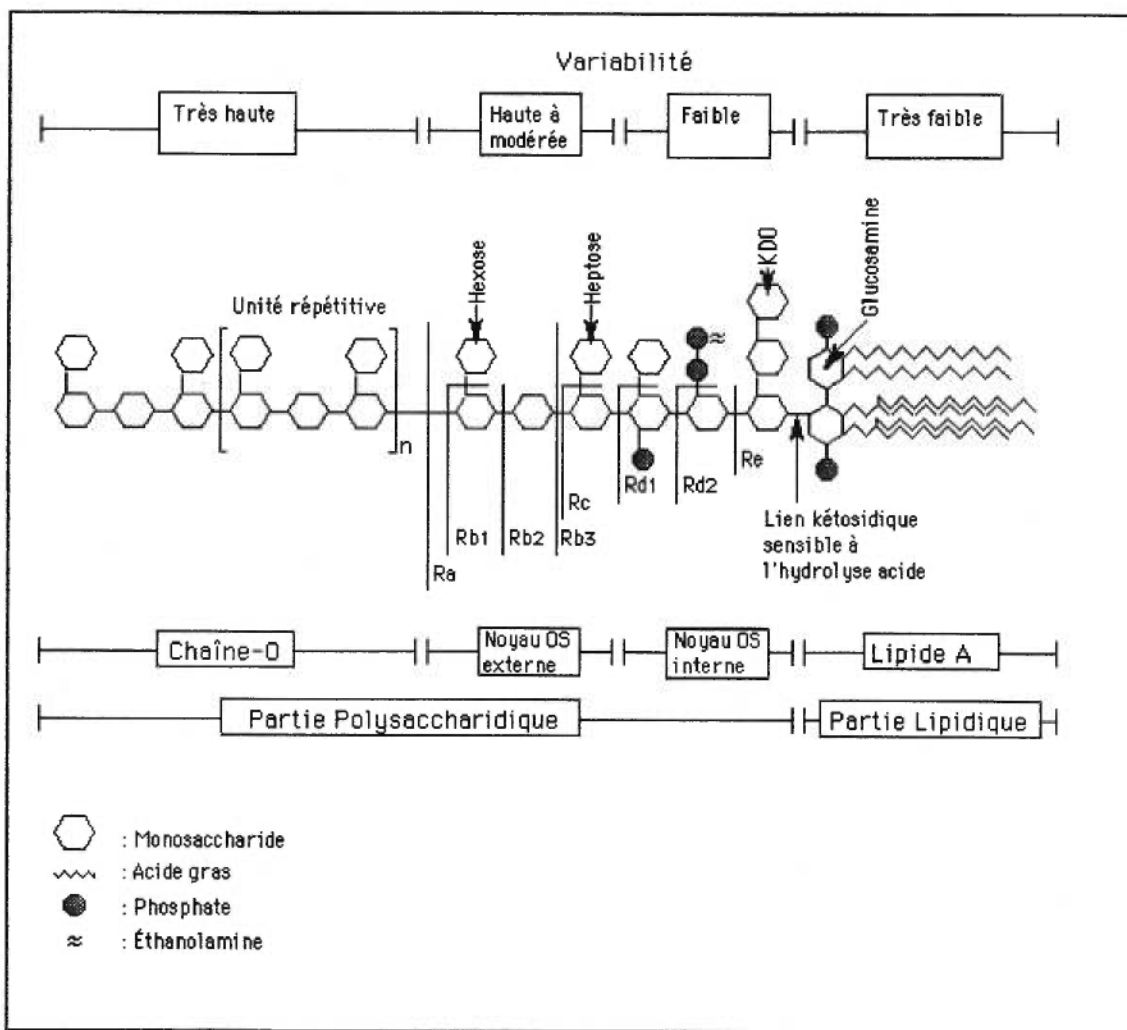 Variabilité
Très haute
Haute à
modérée
Faible
Très faible
Unité répétitive
Hexose
Heptose
KDO
Glucosamine
≈
n
Re
Rd1
Rd2
Rc
Rb1
Rb2
Rb3
Ra
Lien kétosidique
sensible à
l'hydrolyse acide
Chaîne-O
Noyau OS
externe
Noyau OS
interne
Lipide A
Partie Polysaccharidique
Partie Lipidique
: Monosaccharide
: Acide gras
: Phosphate
≈ : Éthanolamine